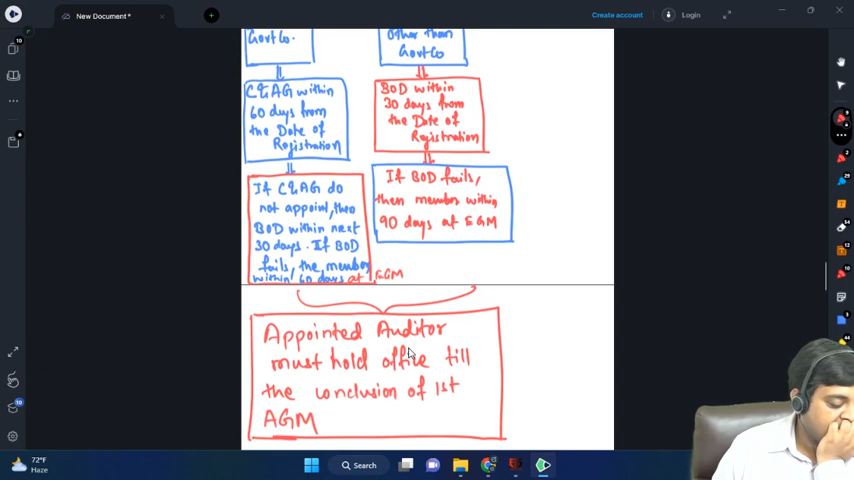 New Document*
Create account
Login
Govt Co.
Other than
Govt Co
C&AG within
60 days from
the Date of
Registration
BOD within
30 days from
the Date of
Registration
If C&AG do
not appoint, then
BOD within next
30 days. If BOD
fails, the member
within 60 days at EGM
If BOD fails,
then member within
90 days at EGM
Appointed Auditor
must hold office till
the conclusion of 1st
AGM
72°F
Haze
Search